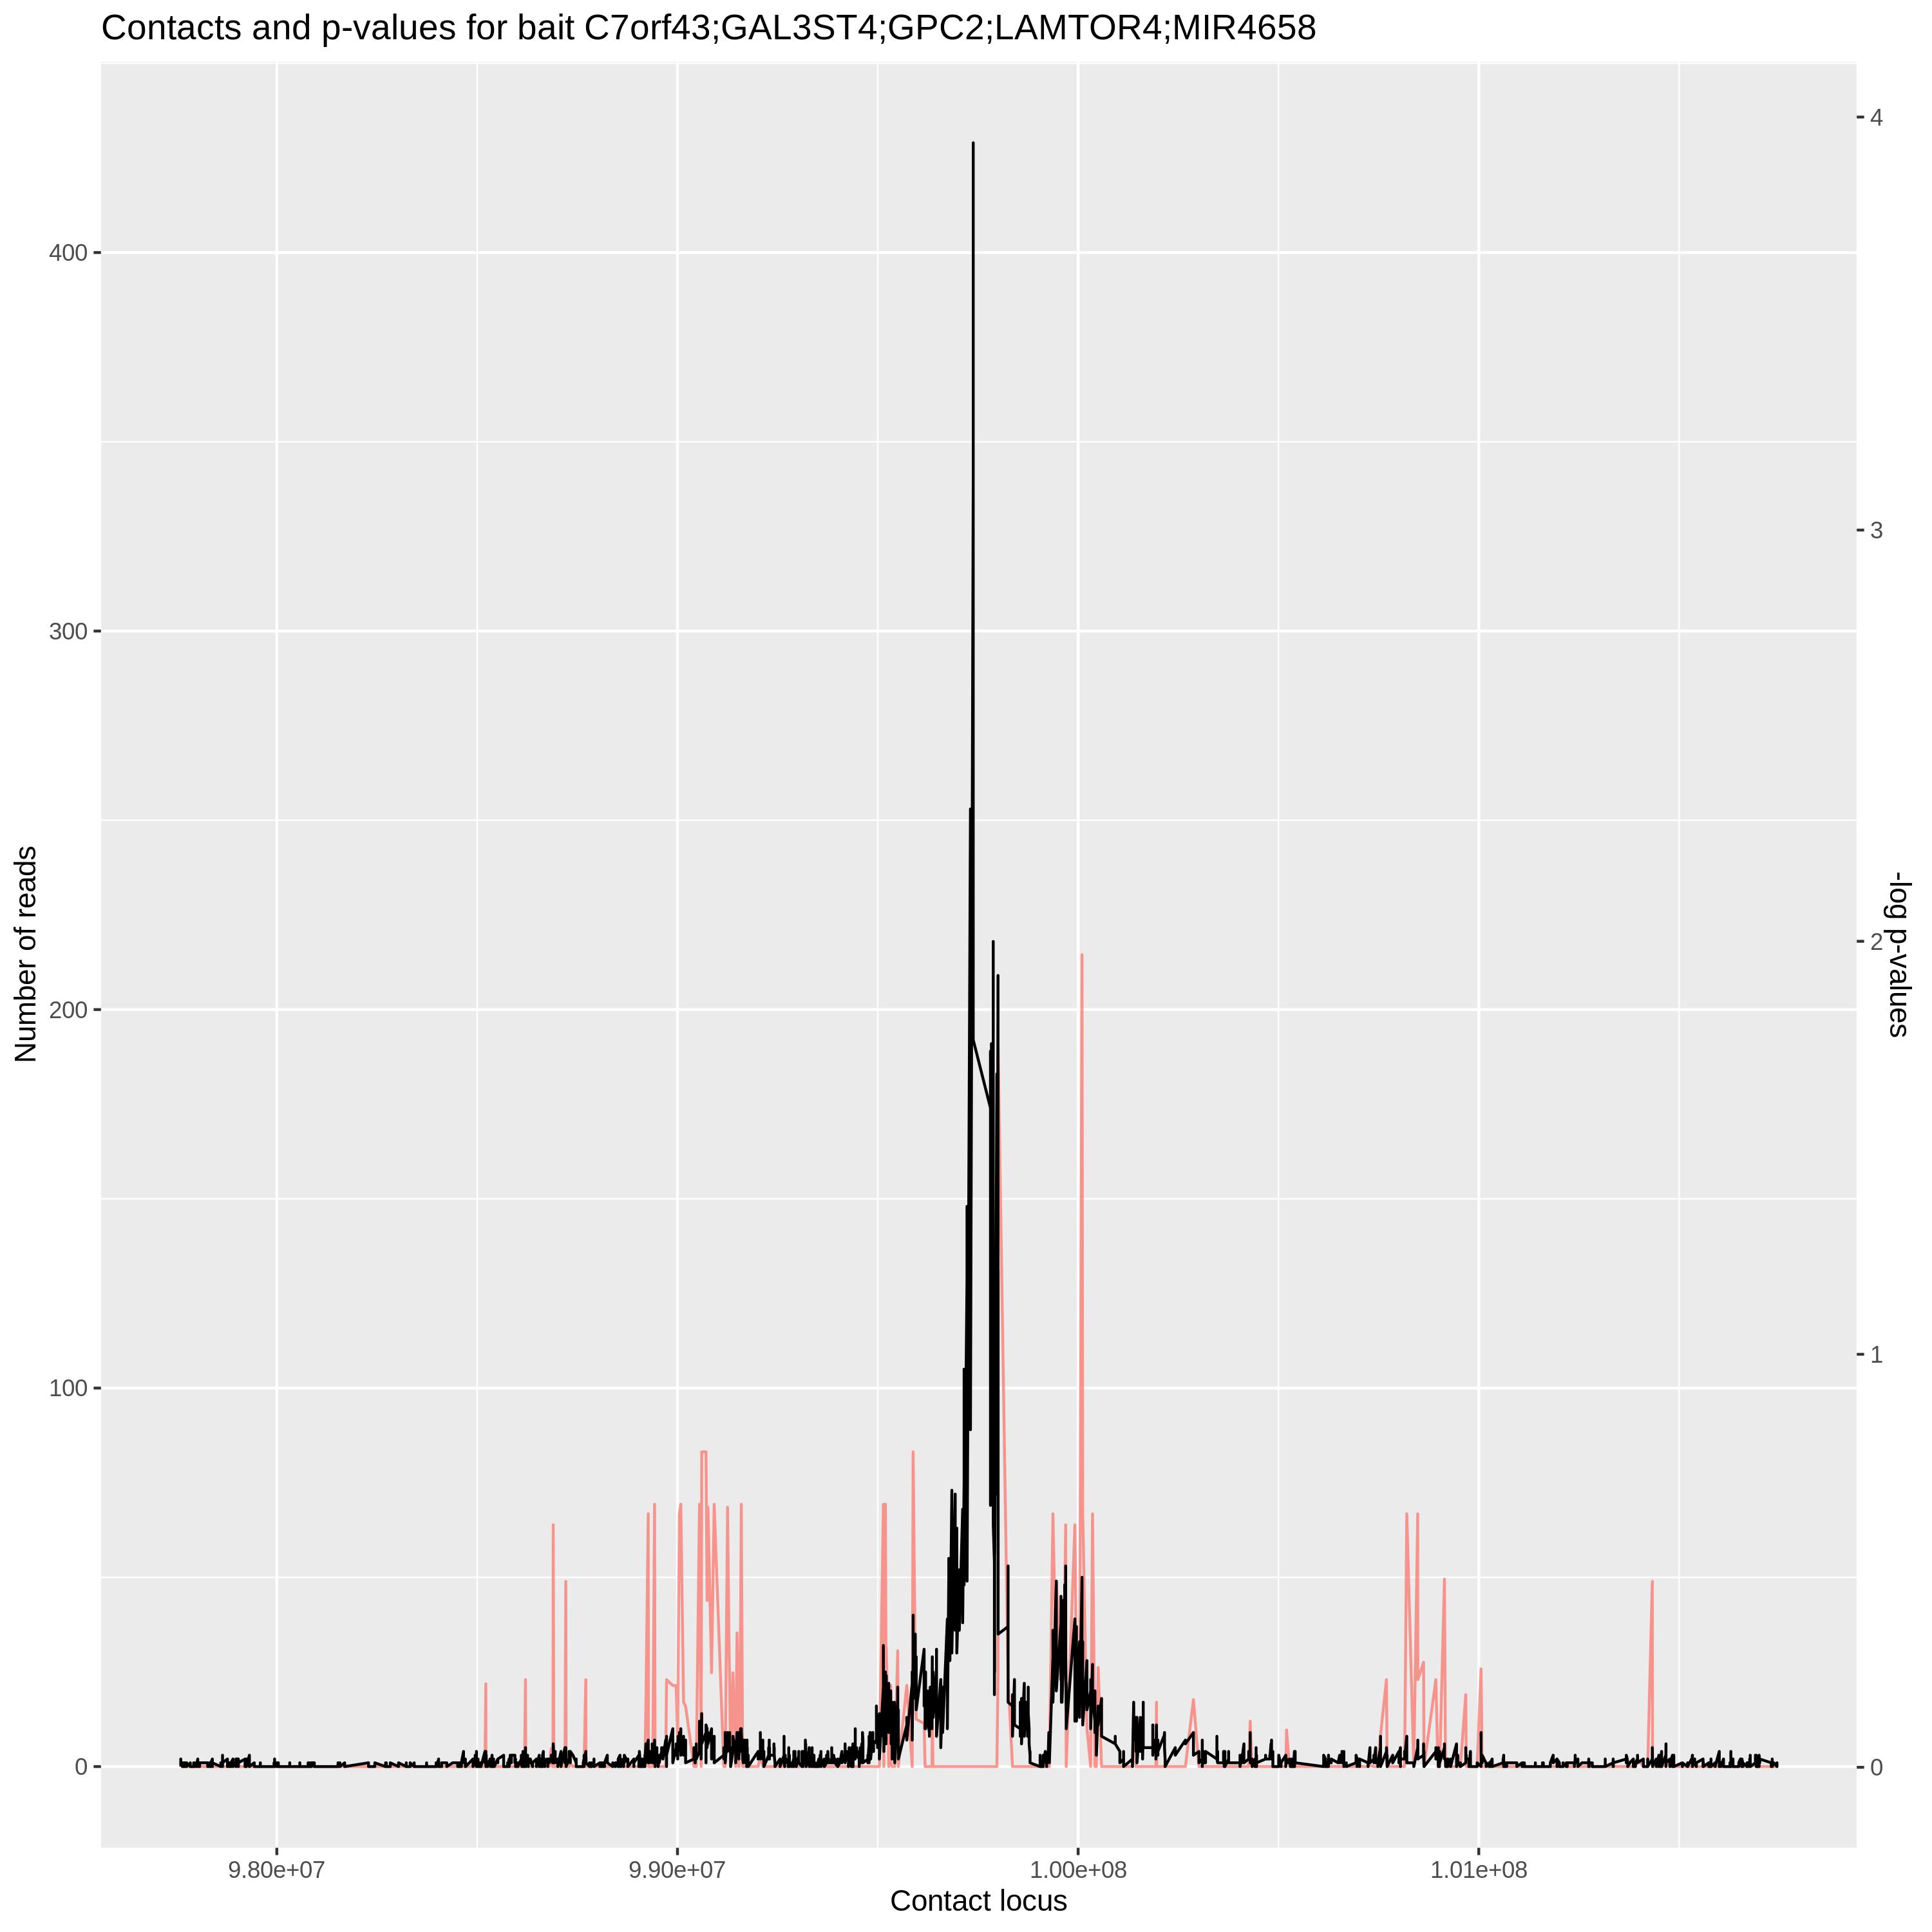 Contacts and p-values for bait C7orf43;GAL3ST4;GPC2;LAMTOR4;MIR4658
Number of reads
400
300
200
100
0
4
3
2
1
0
-log p-values
9.80e+07 9.90e+07 1.00e+08 1.01e+08
Contact locus